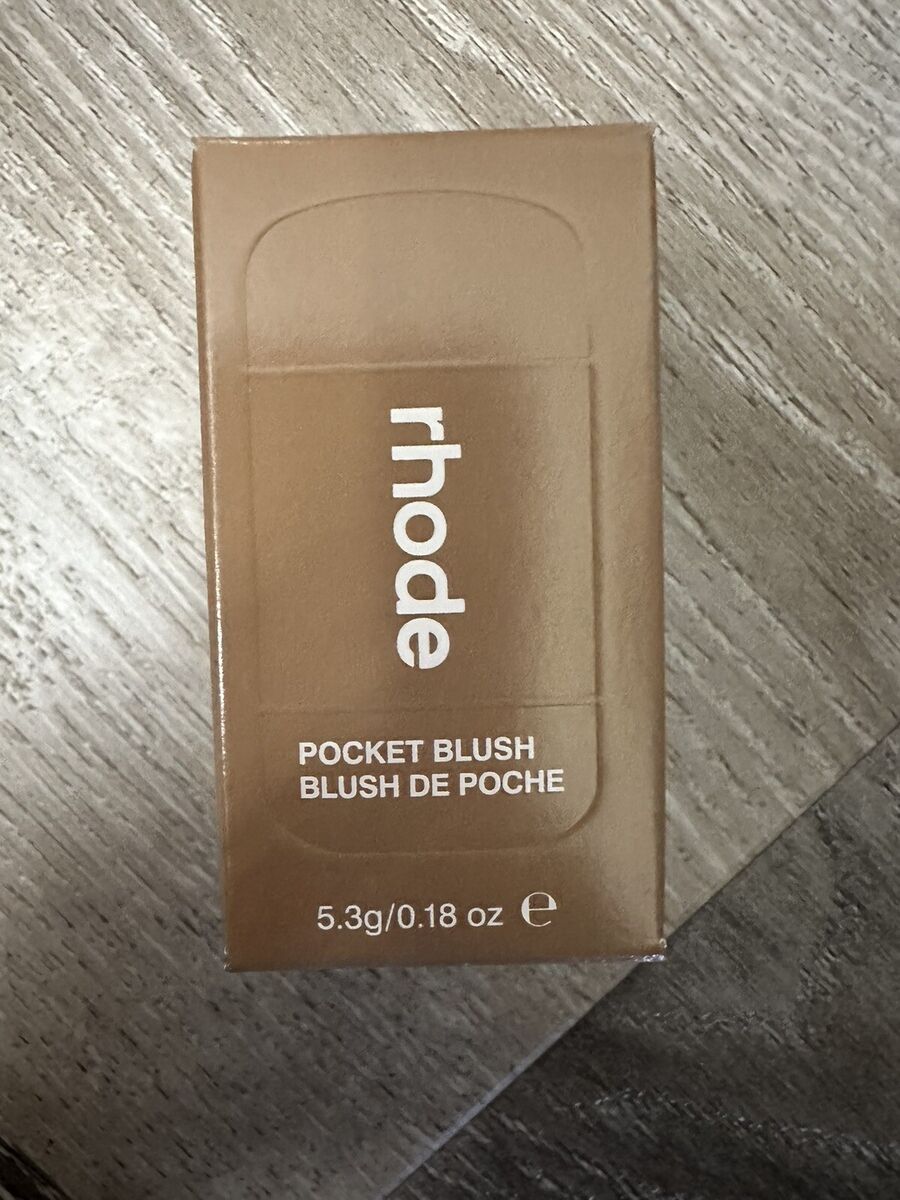 rhode
POCKET BLUSH
BLUSH DE POCHE
5.3g/0.18 oz ℮